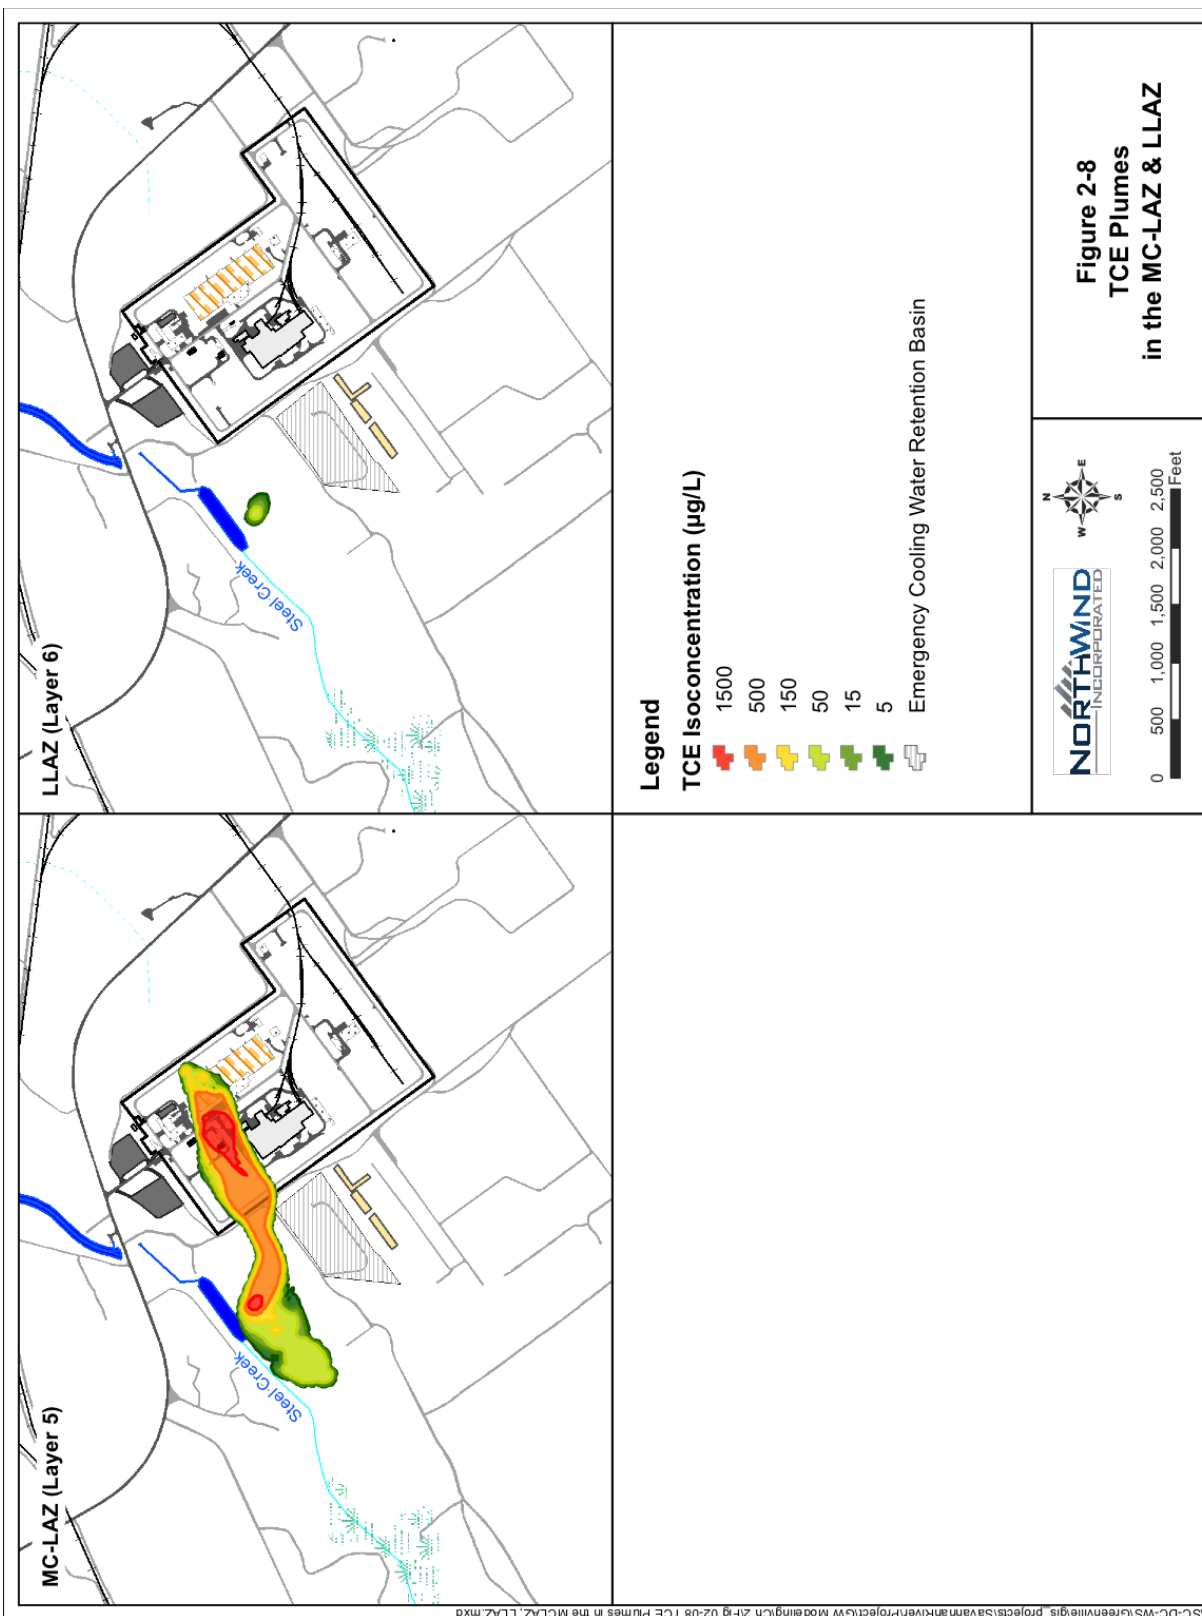 MC-LAZ (Layer 5)
Steel Creek
LLAZ (Layer 6)
Steel Creek
Legend
TCE Isoconcentration (µg/L)
1500
500
150
50
15
5
Emergency Cooling Water Retention Basin
NORTHWIND
INCORPORATED
N
W E
S
0 500 1,000 1,500 2,000 2,500
Feet
Figure 2-8
TCE Plumes
in the MC-LAZ & LLAZ